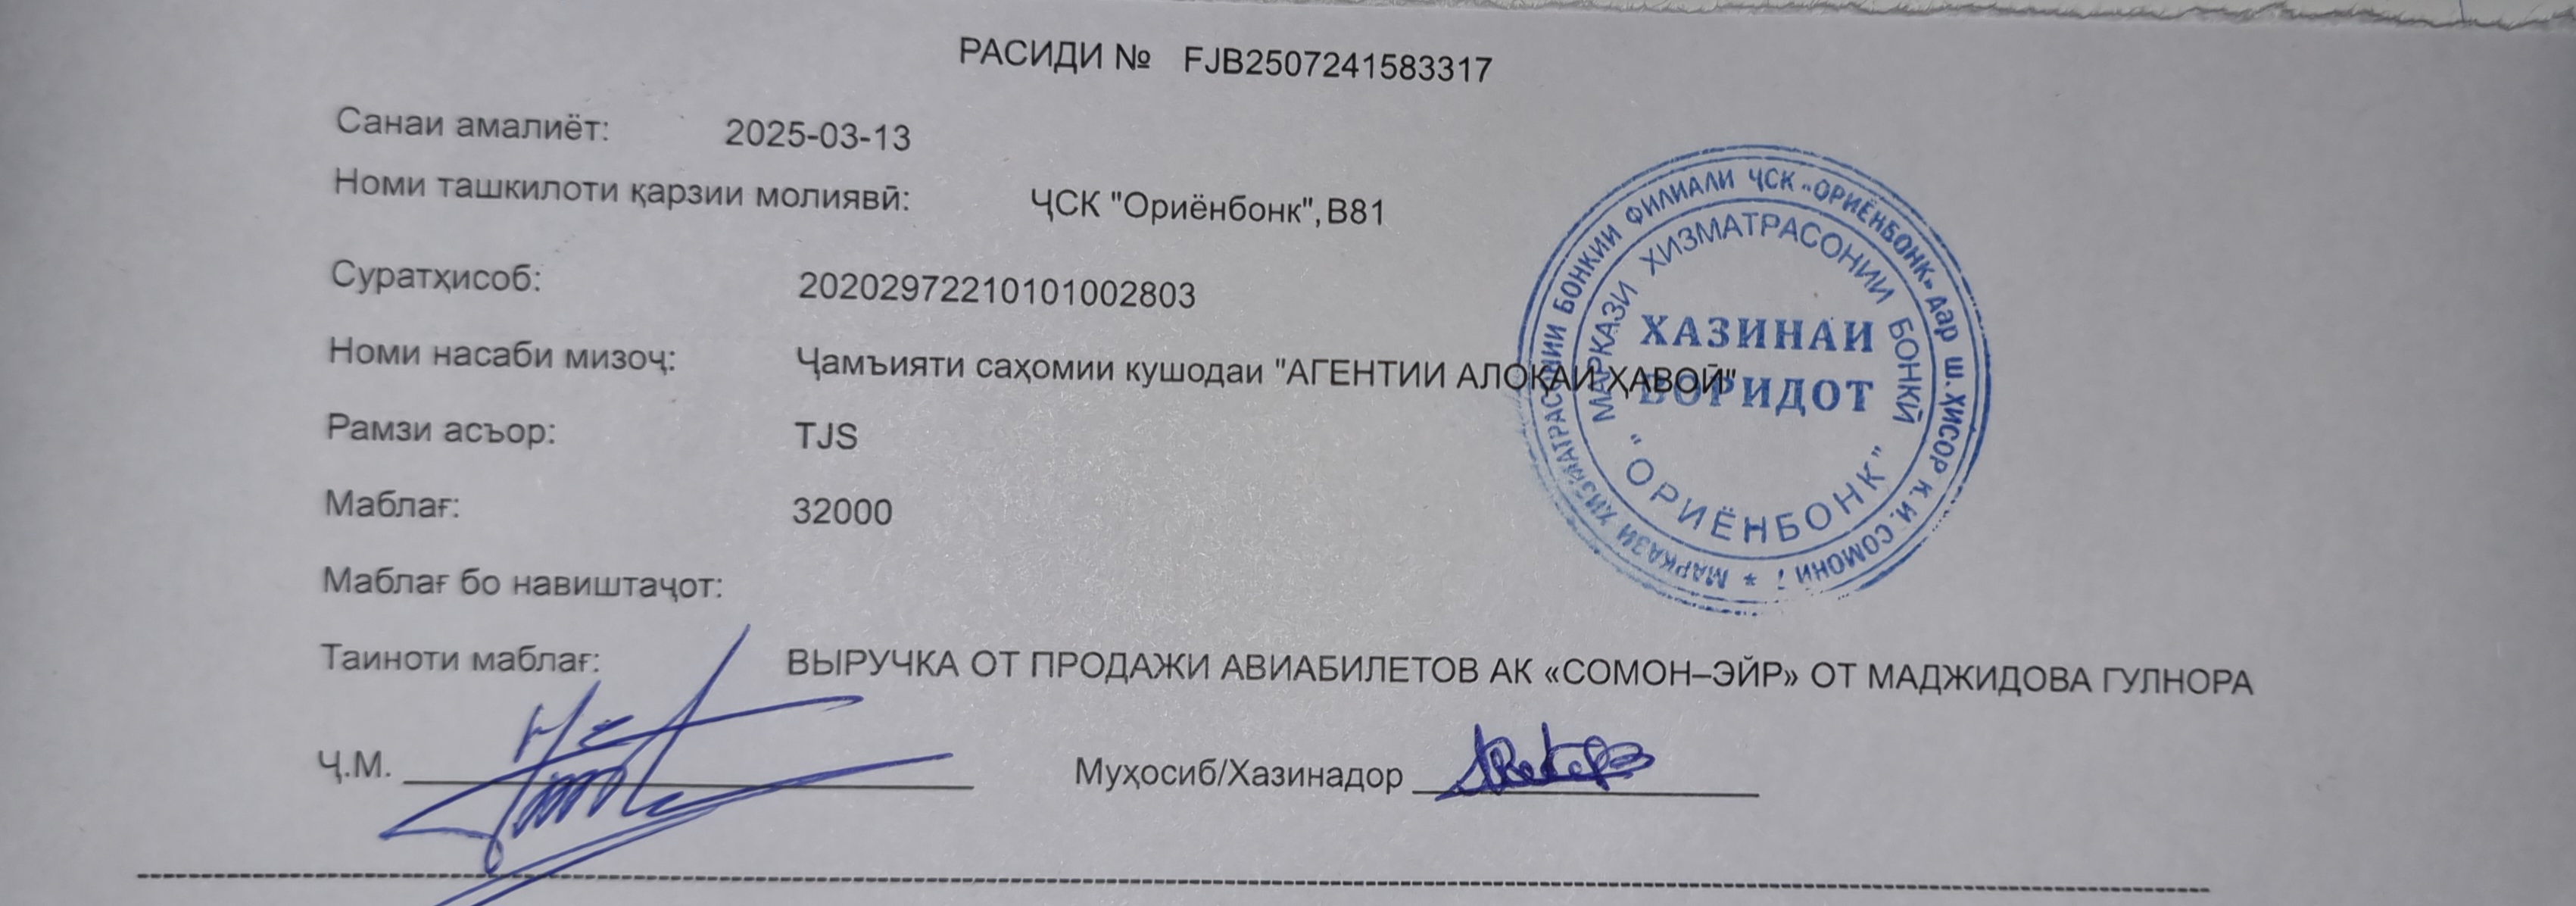 РАСИДИ № FJB2507241583317
Санаи амалиёт: 2025-03-13
Номи ташкилоти қарзии молиявӣ: ҶСК "Ориёнбонк",B81
Суратҳисоб: 20202972210101002803
Номи насаби мизоҷ: Ҷамъияти саҳомии кушодаи "АГЕНТИИ АЛОҚАИ ҲАВОӢ"
Рамзи асъор: TJS
Маблағ: 32000
Маблағ бо навиштаҷот:
Таиноти маблағ: ВЫРУЧКА ОТ ПРОДАЖИ АВИАБИЛЕТОВ АК «СОМОН–ЭЙР» ОТ МАДЖИДОВА ГУЛНОРА
Ҷ.М. Муҳосиб/Хазинадор
МАРКАЗИ ХИЗМАТРАСОНИИ БОНКИИ ФИЛИАЛИ ҶСК «ОРИЁНБОНК» ДАР Ш. ҲИСОР К. И. СОМОНИ 7 *
МАРКАЗИ ХИЗМАТРАСОНИИ БОНКӢ
"ОРИЁНБОНК"
ХАЗИНАИ
ВОРИДОТ